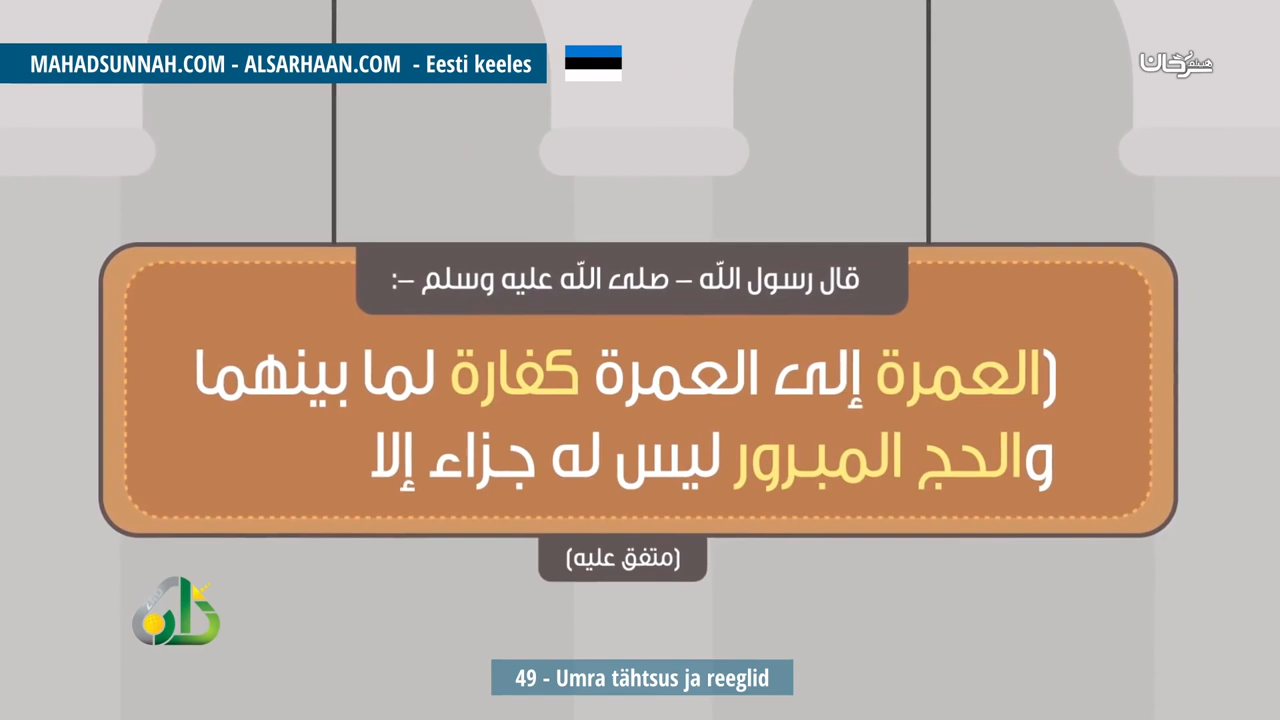 MAHADSUNNAH.COM - ALSARHAAN.COM - Eesti keeles
قال رسول الله – صلى الله عليه وسلم –:
(العمرة إلى العمرة كفارة لما بينهما
والحج المبرور ليس له جزاء إلا
(متفق عليه)
49 - Umra tähtsus ja reeglid